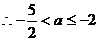 ∴ -5/2 < a ≤ -2